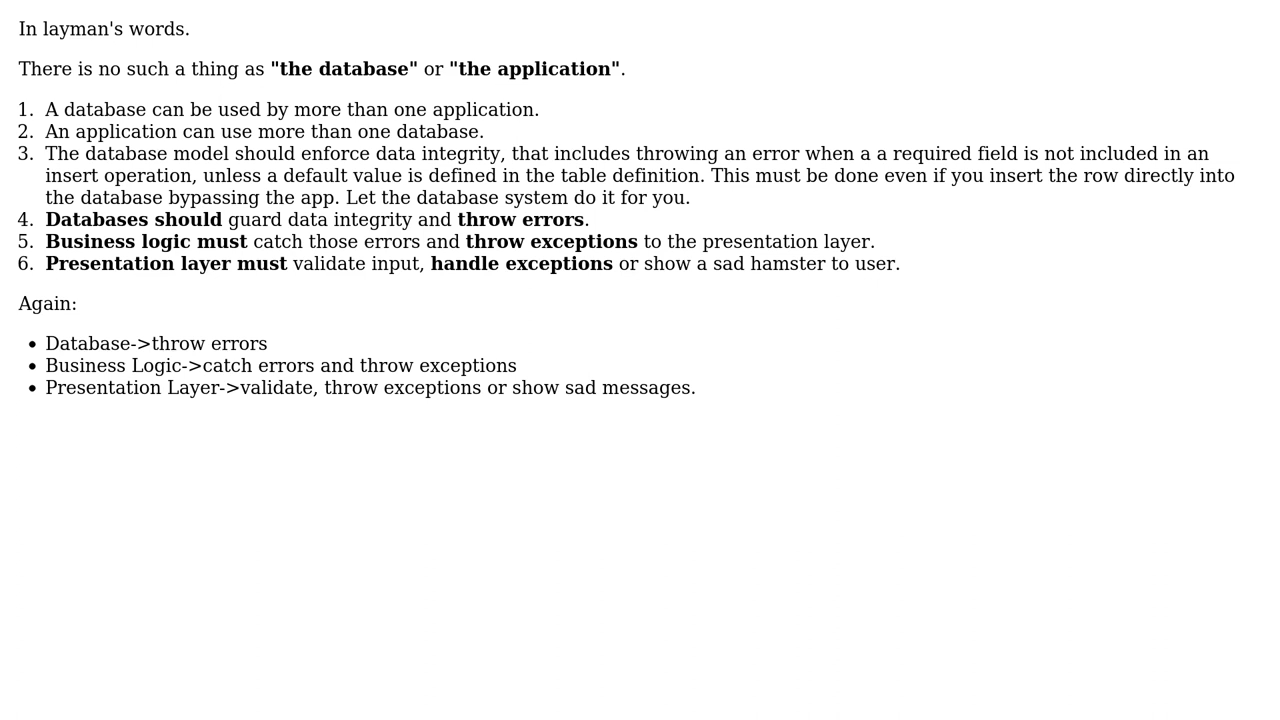 In layman's words.
There is no such a thing as "the database" or "the application".
1. A database can be used by more than one application.
2. An application can use more than one database.
3. The database model should enforce data integrity, that includes throwing an error when a a required field is not included in an
insert operation, unless a default value is defined in the table definition. This must be done even if you insert the row directly into
the database bypassing the app. Let the database system do it for you.
4. Databases should guard data integrity and throw errors.
5. Business logic must catch those errors and throw exceptions to the presentation layer.
6. Presentation layer must validate input, handle exceptions or show a sad hamster to user.
Again:
• Database->throw errors
• Business Logic->catch errors and throw exceptions
• Presentation Layer->validate, throw exceptions or show sad messages.